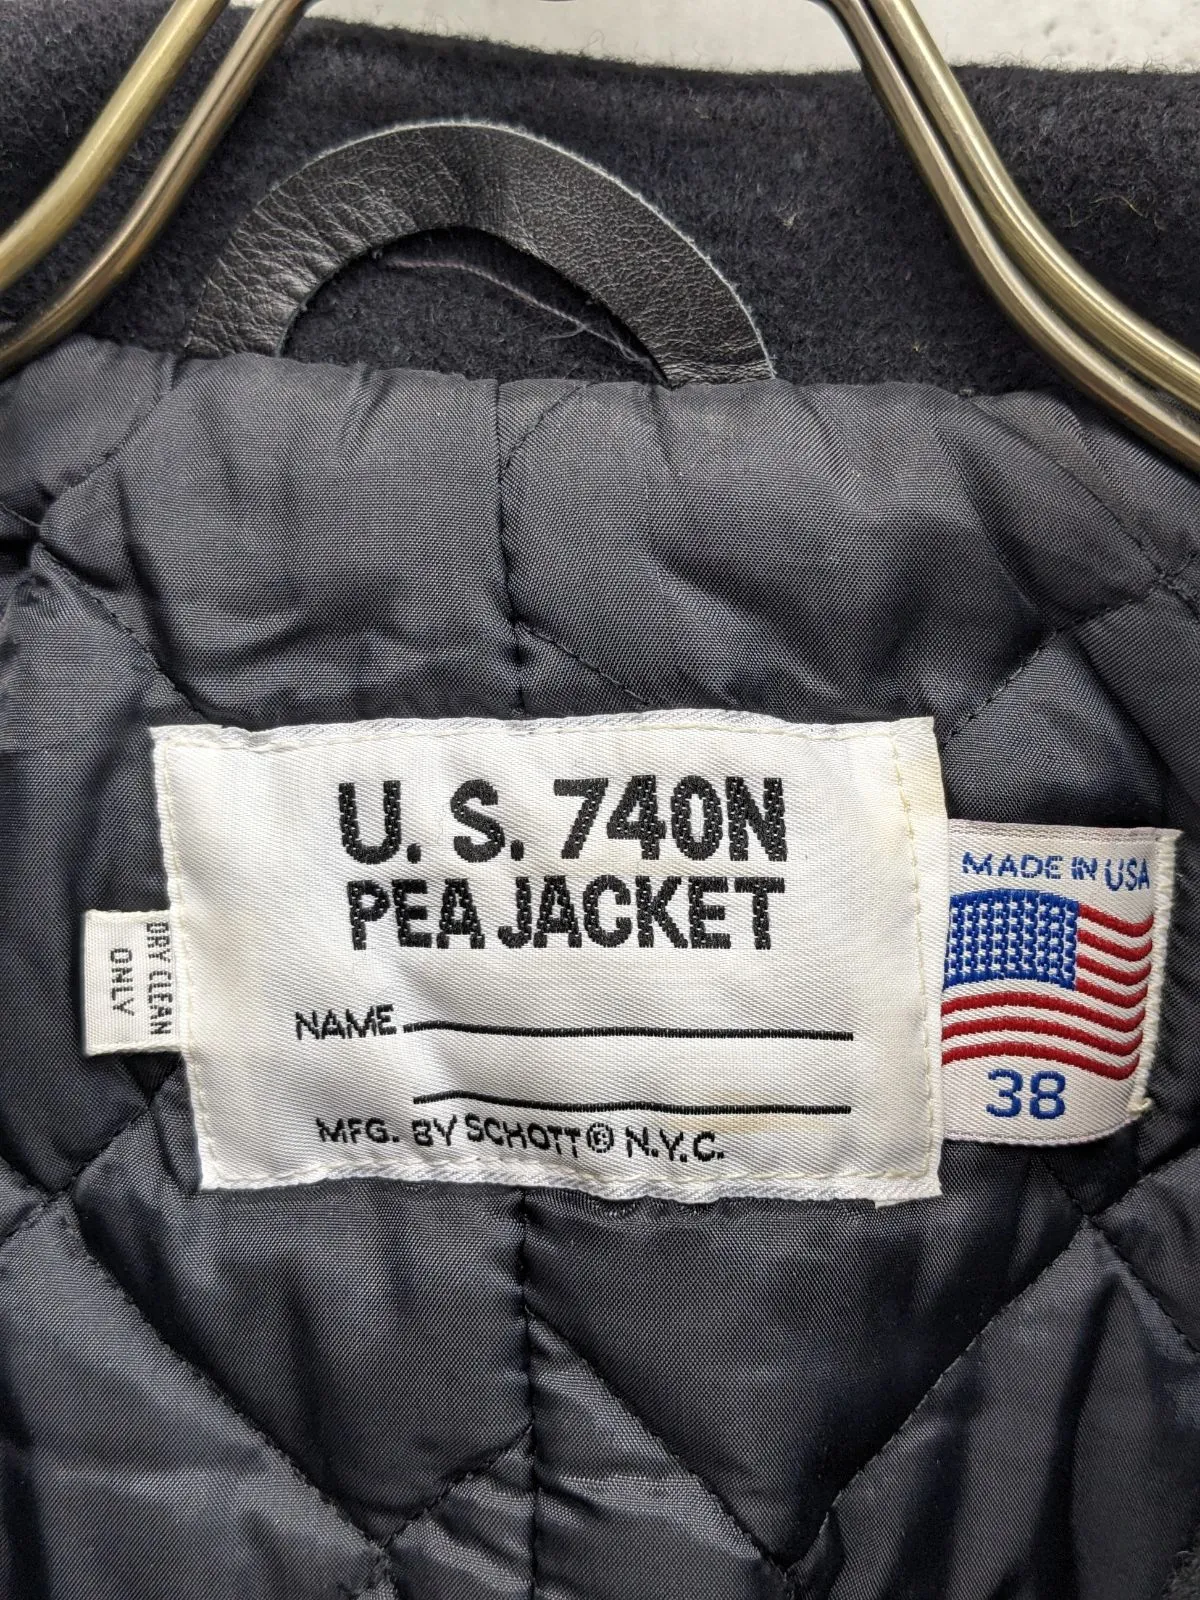 U. S. 740N
PEA JACKET
NAME
MFG. BY SCHOTT® N.Y.C.
DRY CLEAN
ONLY
MADE IN USA
38